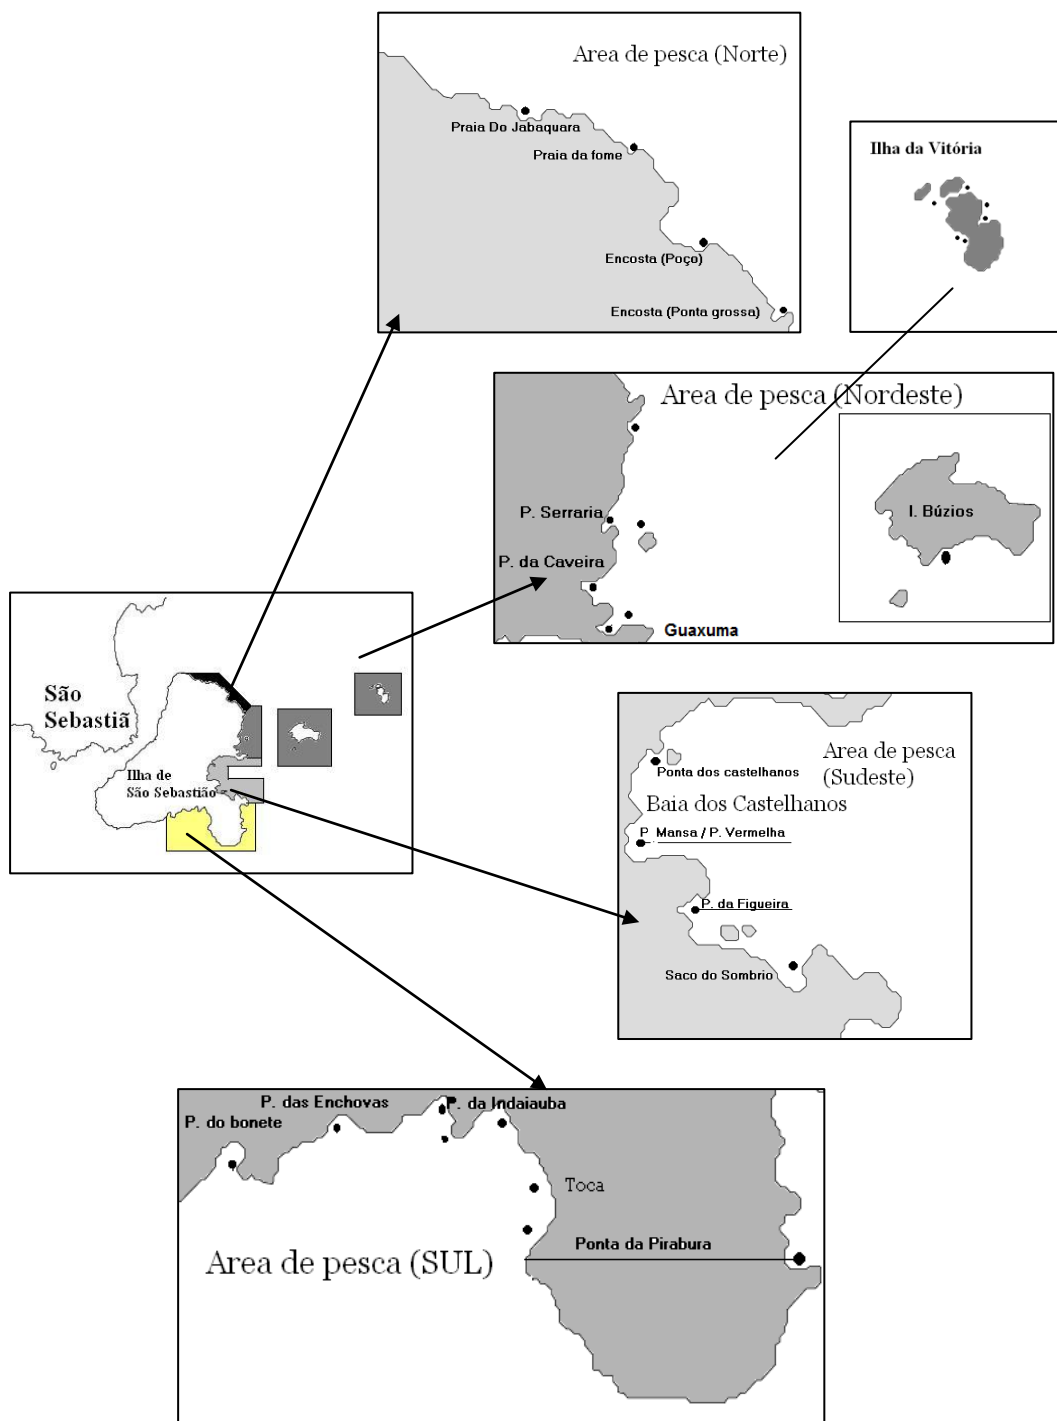 Area de pesca (Norte)
Praia Do Jabaquara
Praia da fome
Encosta (Poço)
Encosta (Ponta grossa)
Ilha da Vitória
Area de pesca (Nordeste)
P. Serraria
P. da Caveira
Guaxuma
I. Búzios
São
Sebastiã
Ilha de
São Sebastião
Area de pesca
(Sudeste)
Ponta dos castelhanos
Baia dos Castelhanos
P Mansa / P. Vermelha
P. da Figueira
Saco do Sombrio
P. das Enchovas
P. da Indaiauba
P. do bonete
Toca
Ponta da Pirabura
Area de pesca (SUL)